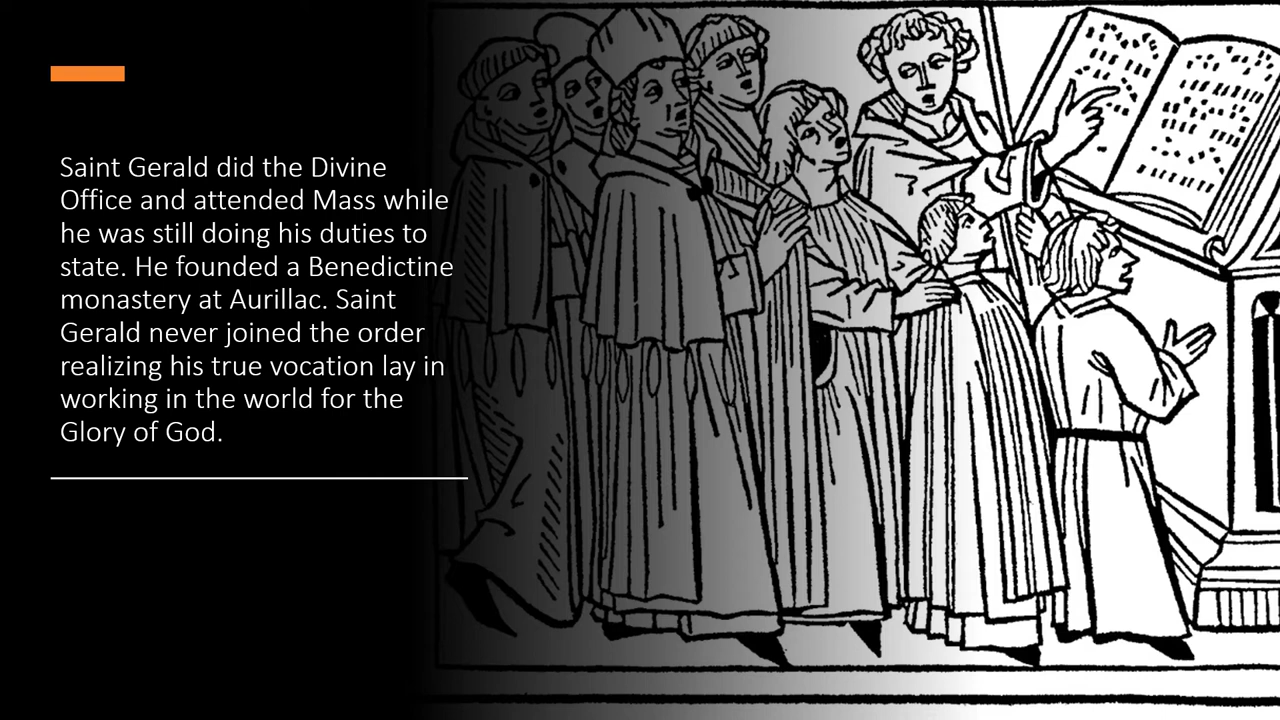 Saint Gerald did the Divine
Office and attended Mass while
he was still doing his duties to
state. He founded a Benedictine
monastery at Aurillac. Saint
Gerald never joined the order
realizing his true vocation lay in
working in the world for the
Glory of God.